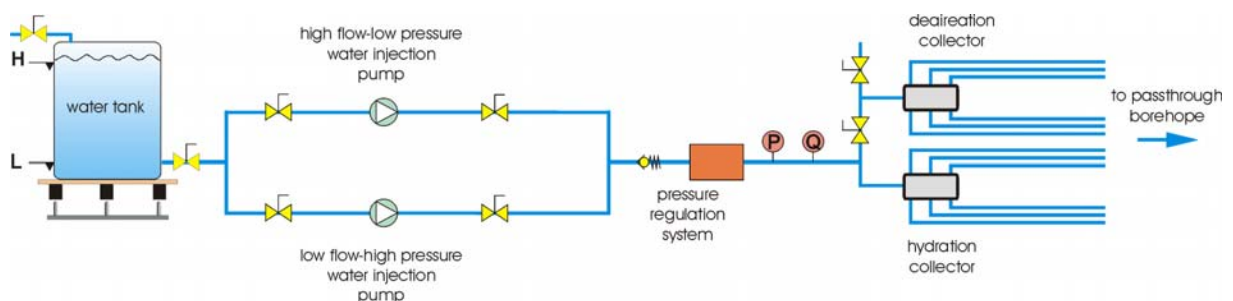 high flow-low pressure
water injection
pump
deaireation
collector
H
water tank
to passthrough
borehope
L
P
Q
pressure
regulation
system
low flow-high pressure
water injection
pump
hydration
collector